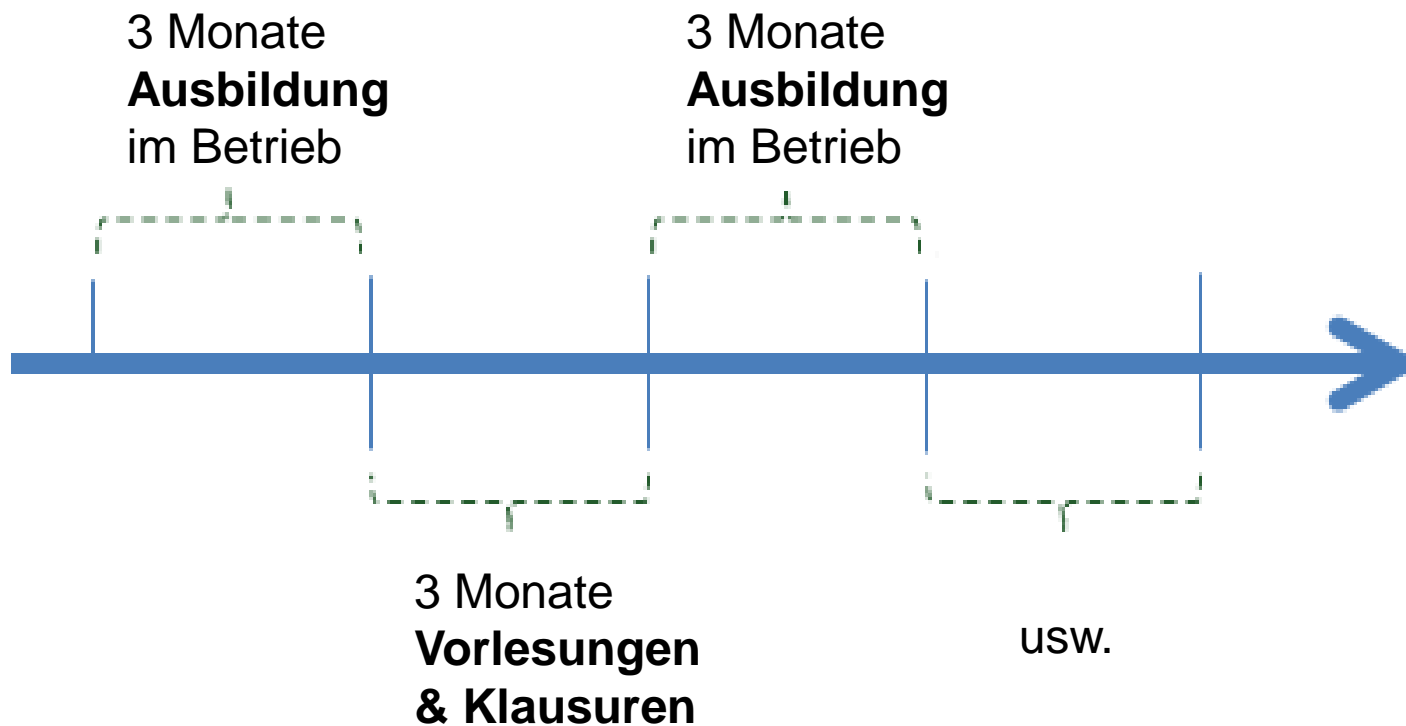 3 Monate
Ausbildung
im Betrieb
3 Monate
Ausbildung
im Betrieb
3 Monate
Vorlesungen
& Klausuren
usw.